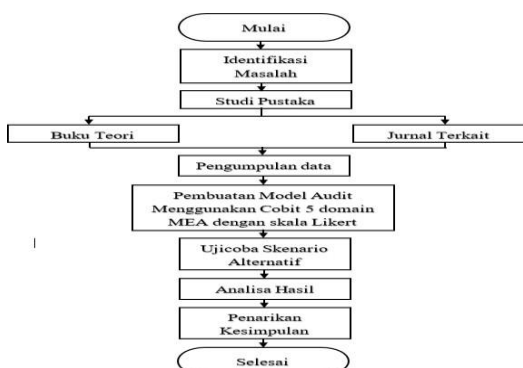 Mulai
Identifikasi
Masalah
Studi Pustaka
Buku Teori
Jurnal Terkait
Pengumpulan data
Pembuatan Model Audit
Menggunakan Cobit 5 domain
MEA dengan skala Likert
Ujicoba Skenario
Alternatif
Analisa Hasil
Penarikan
Kesimpulan
Selesai